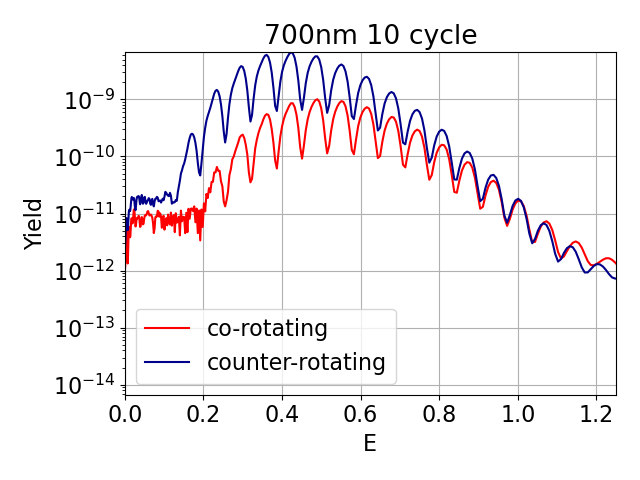 700nm 10 cycle
Yield
10⁻⁹
10⁻¹⁰
10⁻¹¹
10⁻¹²
10⁻¹³
10⁻¹⁴
co-rotating
counter-rotating
0.0 0.2 0.4 0.6 0.8 1.0 1.2
E